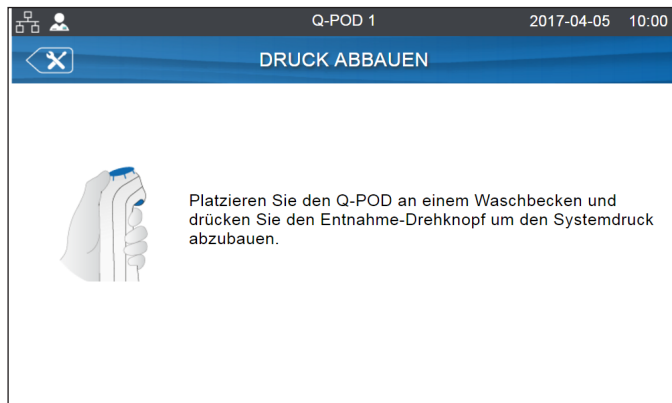 Q-POD 1 2017-04-05 10:00
DRUCK ABBAUEN
Platzieren Sie den Q-POD an einem Waschbecken und
drücken Sie den Entnahme-Drehknopf um den Systemdruck
abzubauen.